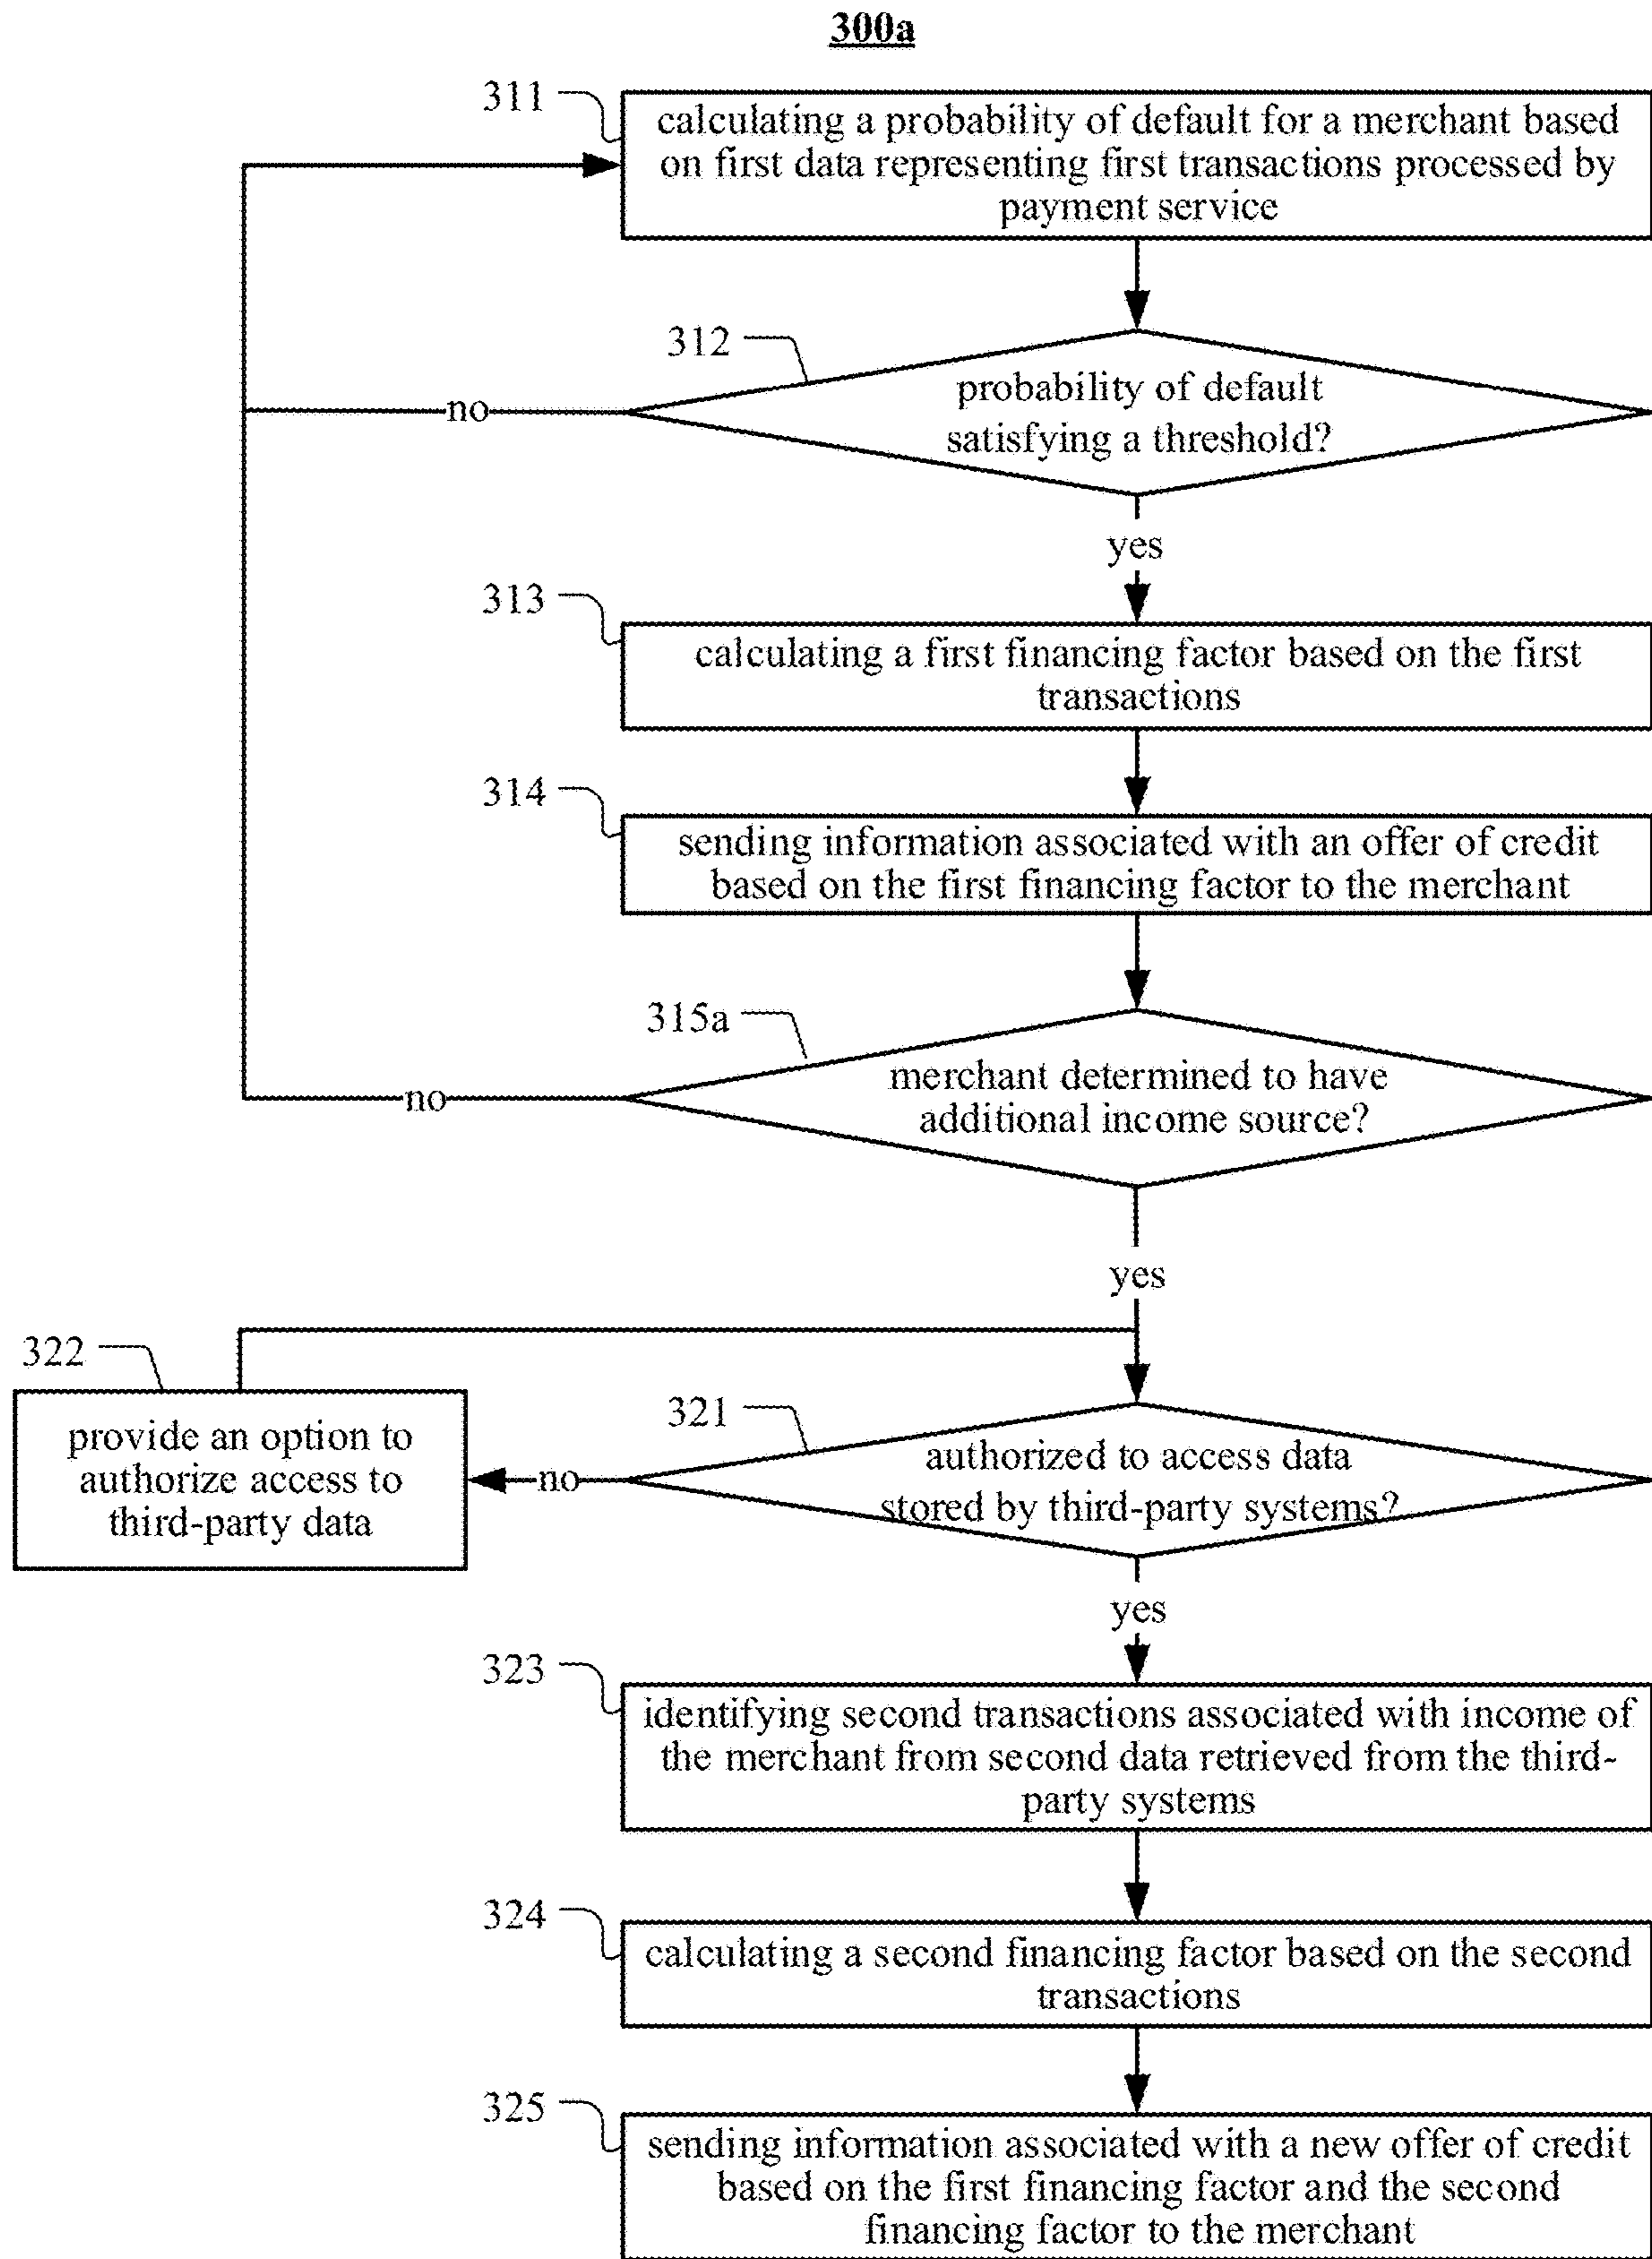 300a
311
calculating a probability of default for a merchant based
on first data representing first transactions processed by
payment service
312
probability of default
satisfying a threshold?
no
yes
313
calculating a first financing factor based on the first
transactions
314
sending information associated with an offer of credit
based on the first financing factor to the merchant
315a
merchant determined to have
additional income source?
no
yes
322
provide an option to
authorize access to
third-party data
321
authorized to access data
stored by third-party systems?
no
yes
323
identifying second transactions associated with income of
the merchant from second data retrieved from the third-
party systems
324
calculating a second financing factor based on the second
transactions
325
sending information associated with a new offer of credit
based on the first financing factor and the second
financing factor to the merchant